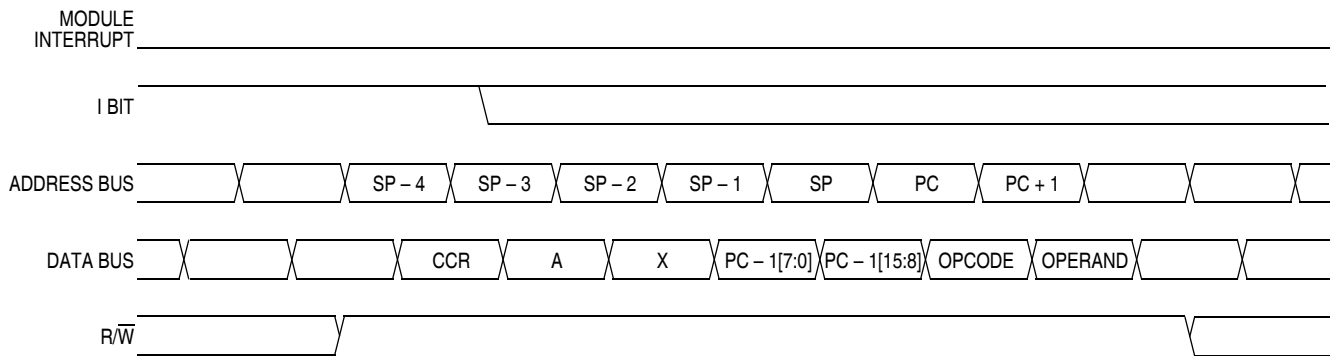 MODULE
INTERRUPT
I BIT
ADDRESS BUS SP – 4 SP – 3 SP – 2 SP – 1 SP PC PC + 1
DATA BUS CCR A X PC – 1[7:0] PC – 1[15:8] OPCODE OPERAND
R/W̅